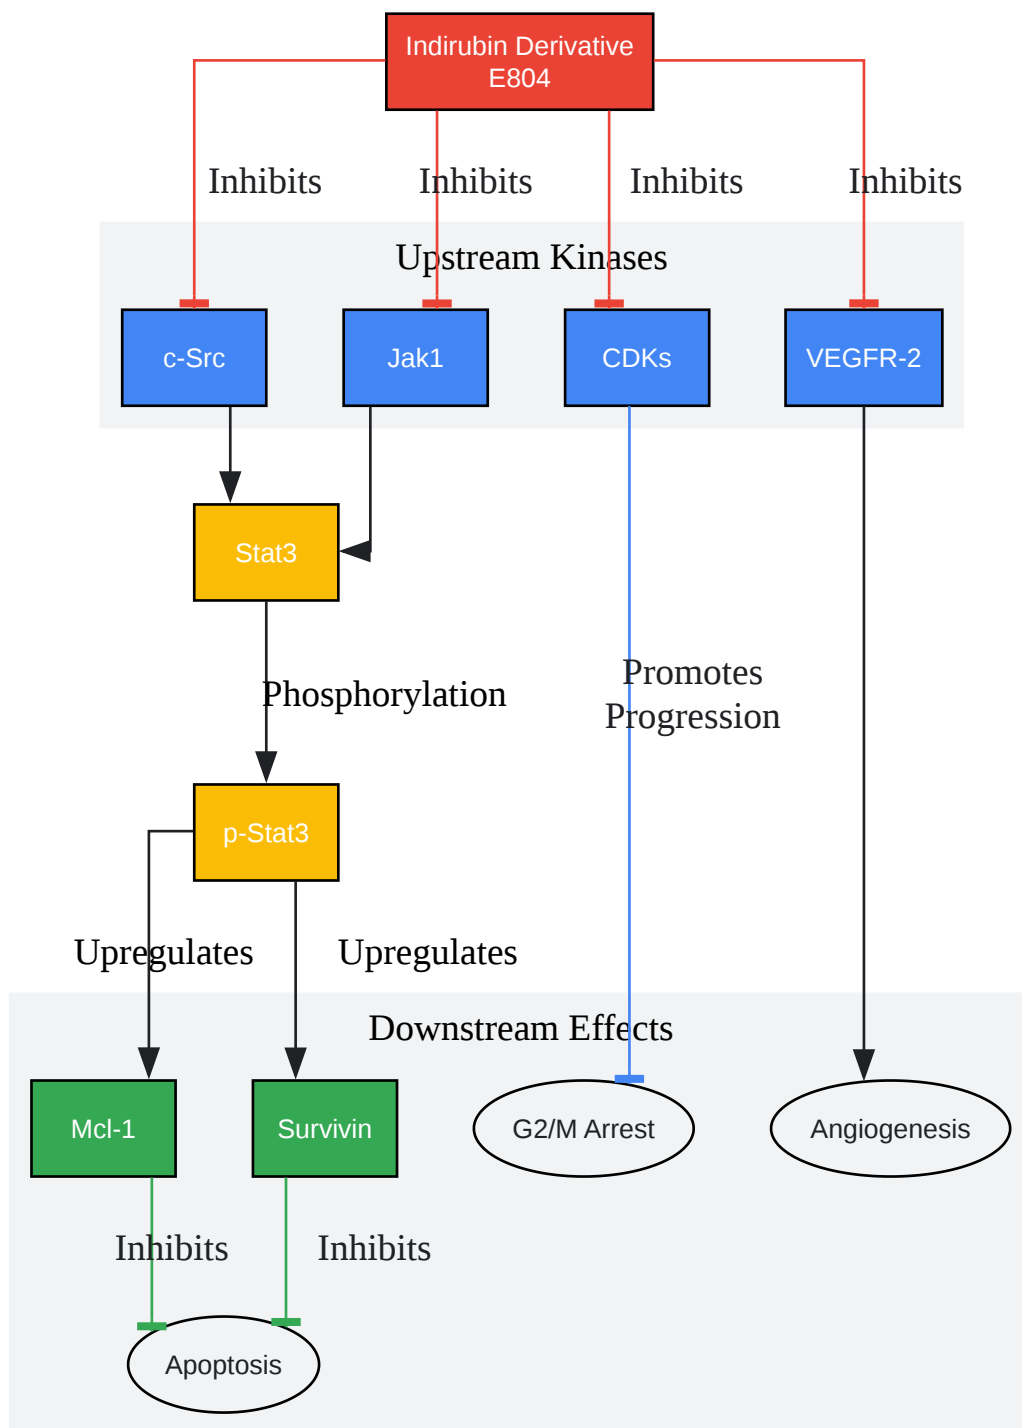 Indirubin Derivative
E804
Inhibits
Inhibits
Inhibits
Inhibits
Upstream Kinases
c-Src
Jak1
CDKs
VEGFR-2
Stat3
Phosphorylation
Promotes
Progression
p-Stat3
Upregulates
Upregulates
Downstream Effects
Mcl-1
Survivin
G2/M Arrest
Angiogenesis
Inhibits
Inhibits
Apoptosis